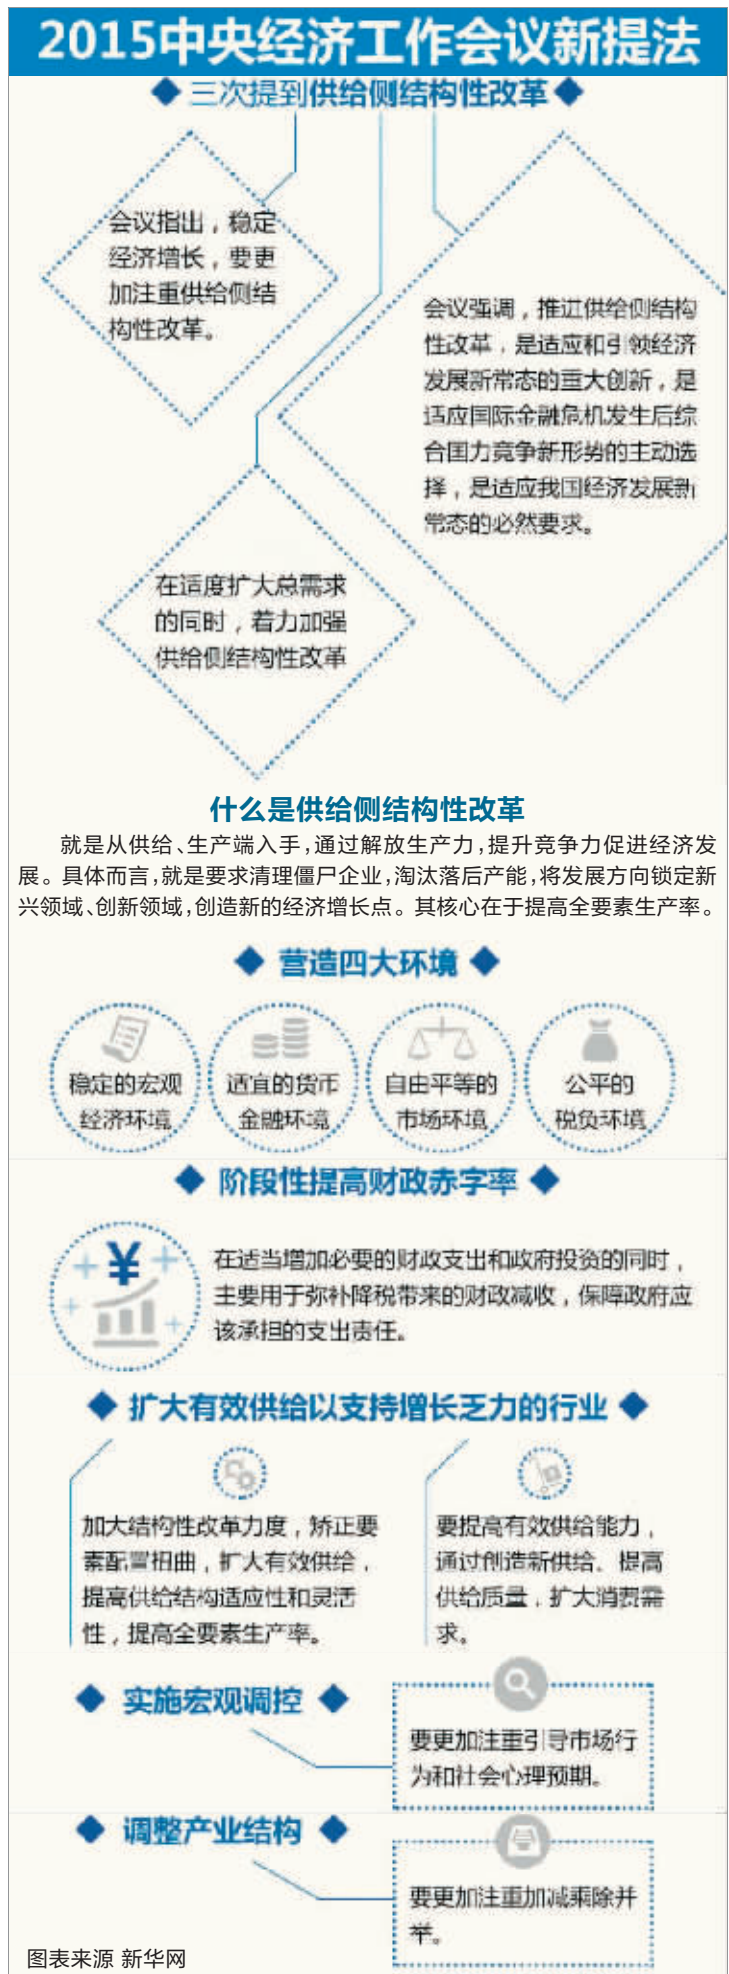 2015中央经济工作会议新提法
三次提到供给侧结构性改革
会议指出，稳定
经济增长，要更
加注重供给侧结
构性改革。
会议强调，推进供给侧结构
性改革，是适应和引领经济
发展新常态的重大创新，是
适应国际金融危机发生后综
合国力竞争新形势的主动选
择，是适应我国经济发展新
常态的必然要求。
在适度扩大总需求
的同时，着力加强
供给侧结构性改革
什么是供给侧结构性改革
就是从供给、生产端入手，通过解放生产力，提升竞争力促进经济发
展。具体而言，就是要求清理僵尸企业，淘汰落后产能，将发展方向锁定新
兴领域、创新领域，创造新的经济增长点。其核心在于提高全要素生产率。
营造四大环境
稳定的宏观
经济环境
适宜的货币
金融环境
自由平等的
市场环境
公平的
税负环境
阶段性提高财政赤字率
¥
在适当增加必要的财政支出和政府投资的同时，
主要用于弥补降税带来的财政减收，保障政府应
该承担的支出责任。
扩大有效供给以支持增长乏力的行业
加大结构性改革力度，矫正要
素配置扭曲，扩大有效供给，
提高供给结构适应性和灵活
性，提高全要素生产率。
要提高有效供给能力，
通过创造新供给、提高
供给质量，扩大消费需
求。
实施宏观调控
要更加注重引导市场行
为和社会心理预期。
调整产业结构
要更加注重加减乘除并
举。
图表来源 新华网